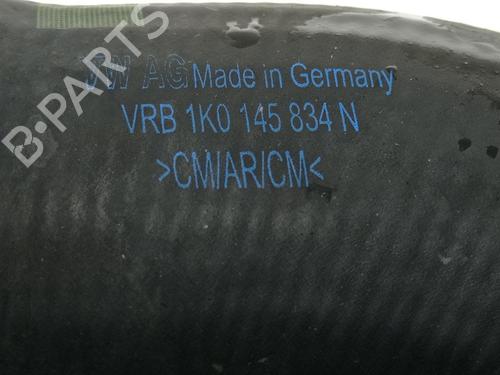 VW AG Made in Germany
VRB 1K0 145 834 N
>CM/AR/CM<
B-PARTS